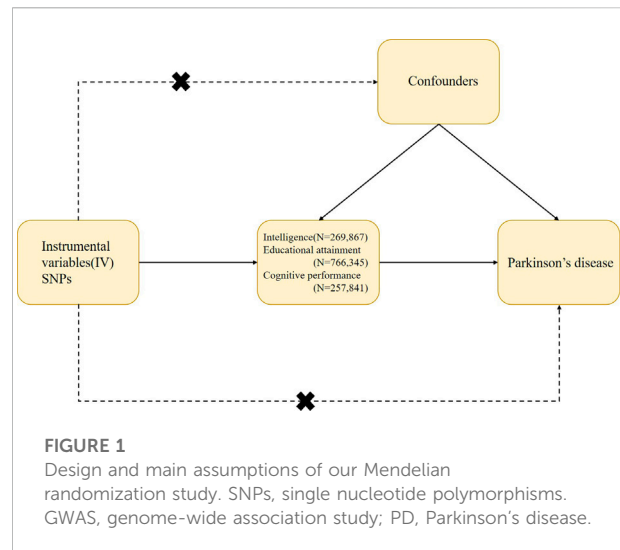 Confounders
Instrumental
variables(IV)
SNPs
Intelligence(N=269,867)
Educational attainment
(N=766,345)
Cognitive performance
(N=257,841)
Parkinson's disease
FIGURE 1
Design and main assumptions of our Mendelian
randomization study. SNPs, single nucleotide polymorphisms.
GWAS, genome-wide association study; PD, Parkinson's disease.